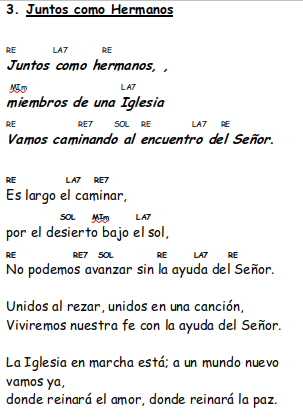 3. Juntos como Hermanos
RE LA7 RE
Juntos como hermanos, ,
MIm LA7
miembros de una Iglesia
RE RE7 SOL RE LA7 RE
Vamos caminando al encuentro del Señor.
RE LA7 RE7
Es largo el caminar,
SOL MIm LA7
por el desierto bajo el sol,
RE RE7 SOL RE LA7 RE
No podemos avanzar sin la ayuda del Señor.
Unidos al rezar, unidos en una canción,
Viviremos nuestra fe con la ayuda del Señor.
La Iglesia en marcha está; a un mundo nuevo
vamos ya,
donde reinará el amor, donde reinará la paz.